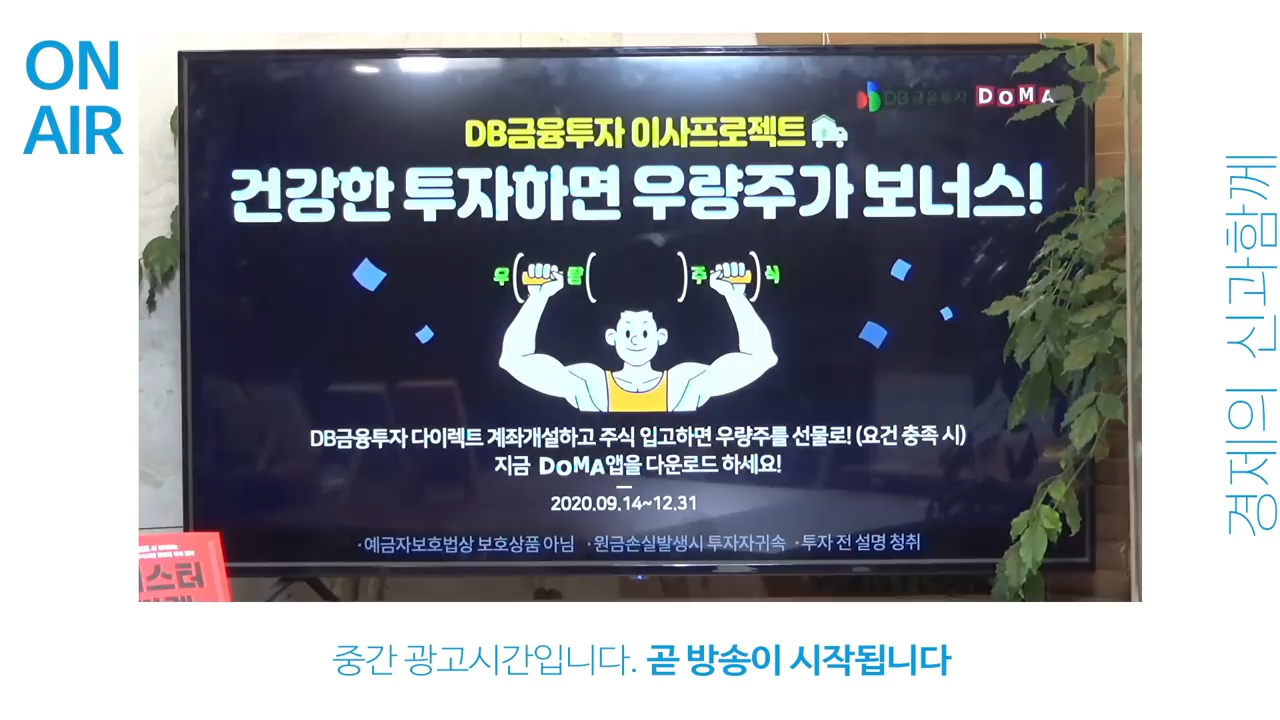 ON
AIR
DB금융투자 DOMA
DB금융투자 이사프로젝트
건강한 투자하면 우량주가 보너스!
우 량 주 식
DB금융투자 다이렉트 계좌개설하고 주식 입고하면 우량주를 선물로! (요건 충족 시)
지금 DOMA앱을 다운로드 하세요!
2020.09.14~12.31
·예금자보호법상 보호상품 아님 ·원금손실발생시 투자자귀속 ·투자 전 설명 청취
경제의 신과함께
중간 광고시간입니다. 곧 방송이 시작됩니다